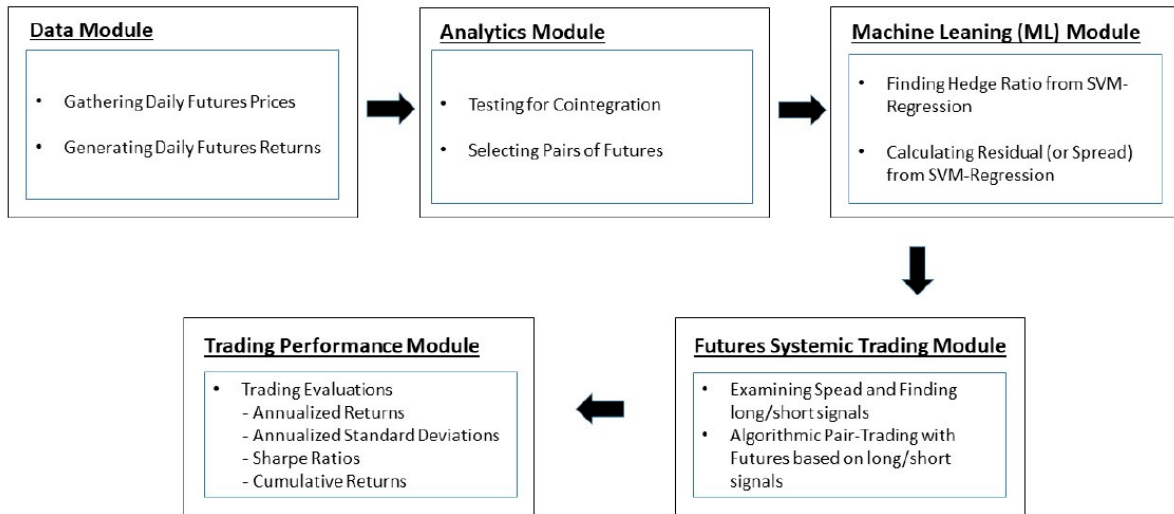 Data Module
• Gathering Daily Futures Prices
• Generating Daily Futures Returns
Analytics Module
• Testing for Cointegration
• Selecting Pairs of Futures
Machine Leaning (ML) Module
• Finding Hedge Ratio from SVM-
Regression
• Calculating Residual (or Spread)
from SVM-Regression
Trading Performance Module
• Trading Evaluations
- Annualized Returns
- Annualized Standard Deviations
- Sharpe Ratios
- Cumulative Returns
Futures Systemic Trading Module
• Examining Spead and Finding
long/short signals
• Algorithmic Pair-Trading with
Futures based on long/short
signals